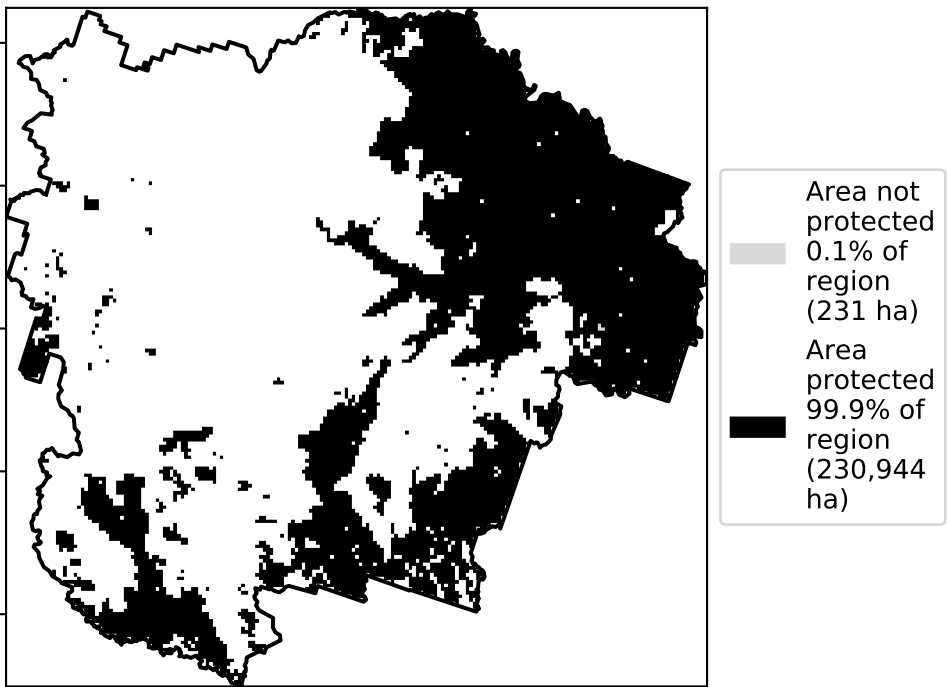 Area not
protected
0.1% of
region
(231 ha)
Area
protected
99.9% of
region
(230,944
ha)